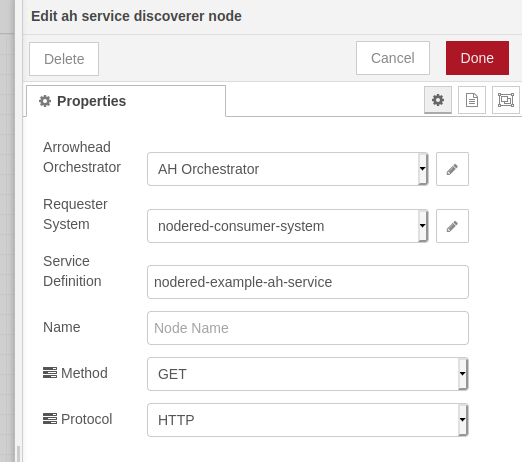 Edit ah service discoverer node
Delete
Cancel
Done
Properties
Arrowhead
Orchestrator
AH Orchestrator
Requester
System
nodered-consumer-system
Service
Definition
nodered-example-ah-service
Name
Node Name
Method
GET
Protocol
HTTP